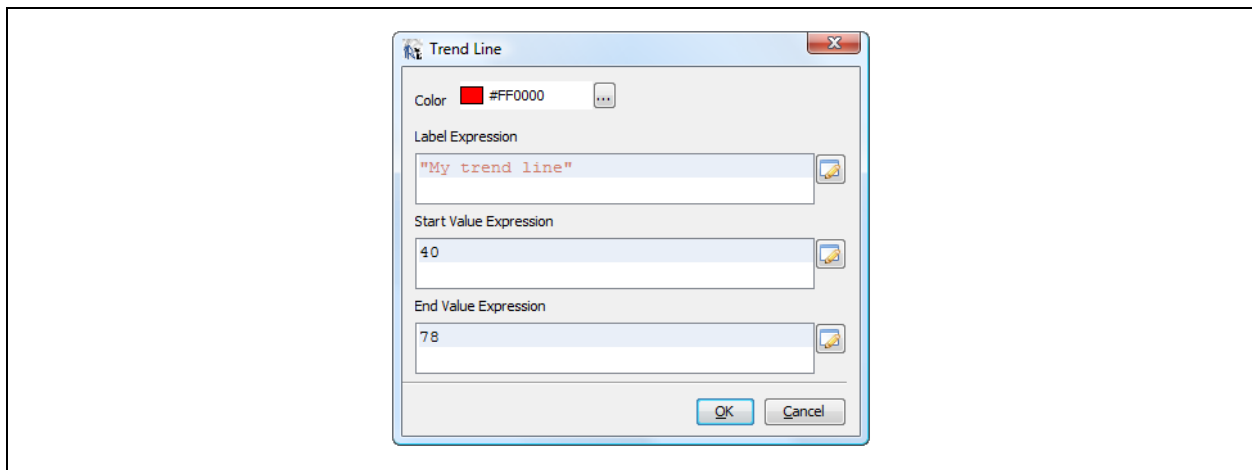 Trend Line
Color #FF0000 ...
Label Expression
"My trend line"
Start Value Expression
40
End Value Expression
78
OK Cancel